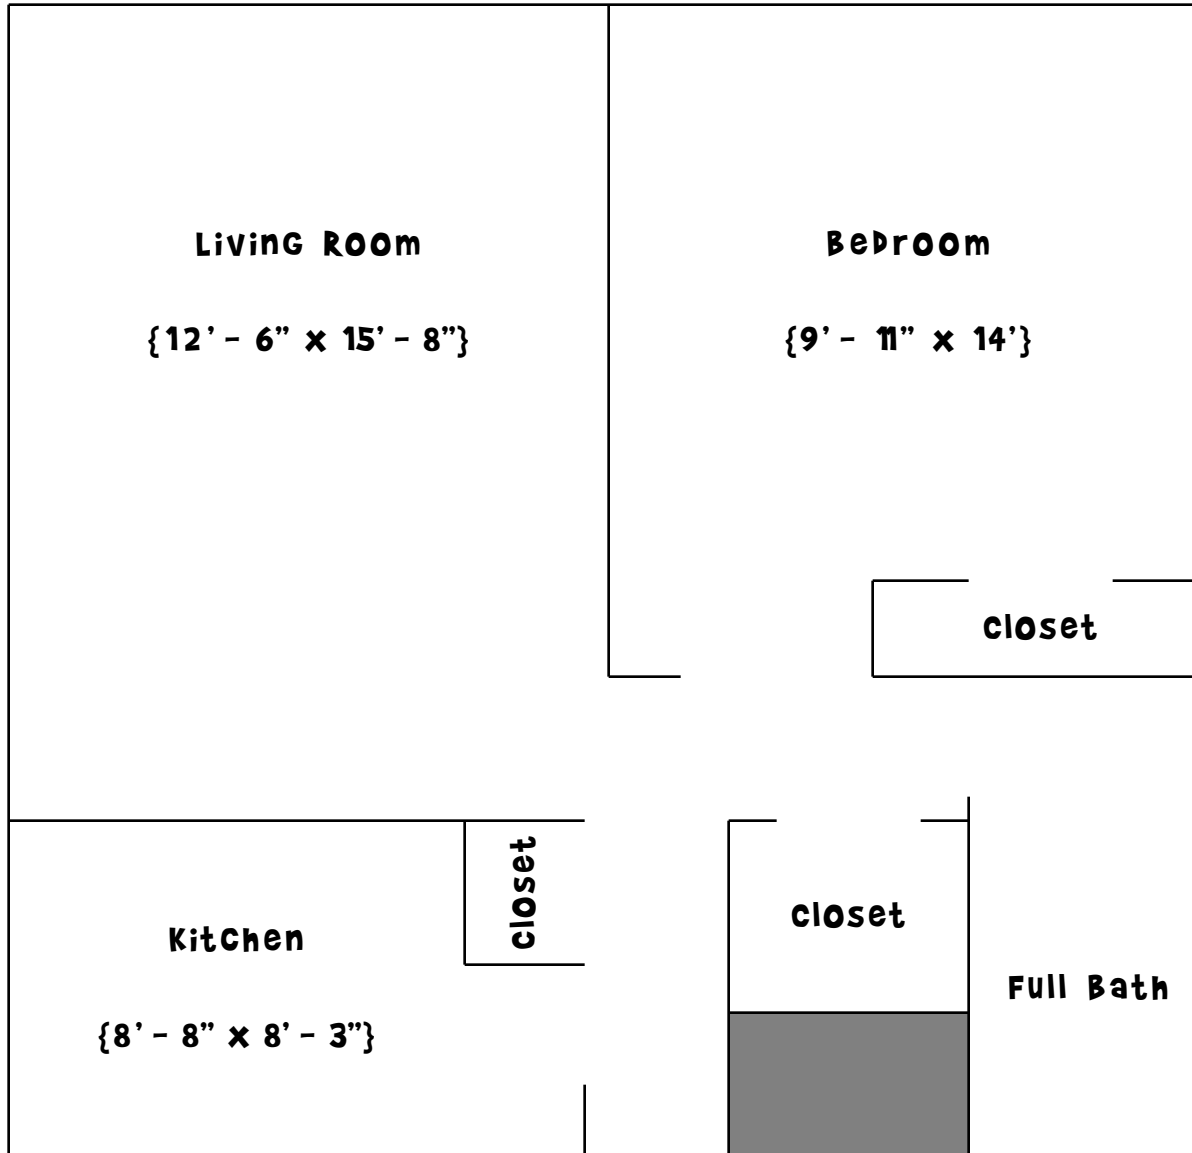 Living Room
{12' - 6" x 15' - 8"}
Bedroom
{9' - 11" x 14'}
closet
closet
Kitchen
{8' - 8" x 8' - 3"}
closet
Full Bath